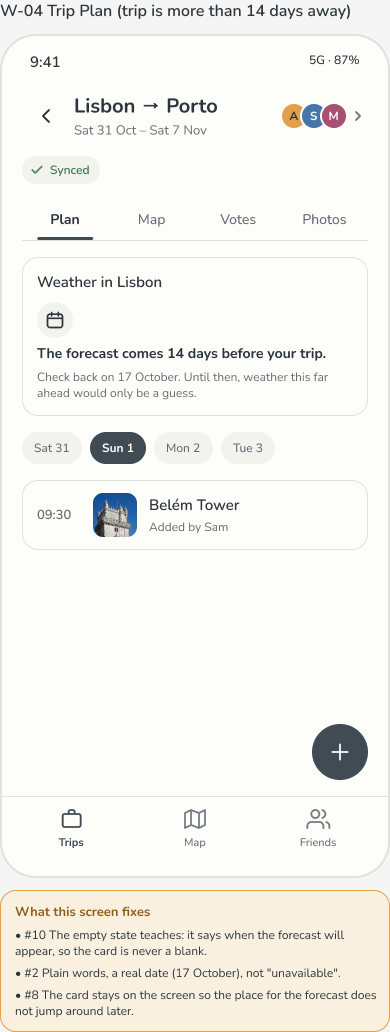 W-04 Trip Plan (trip is more than 14 days away)
9:41
5G · 87%
Lisbon → Porto
Sat 31 Oct – Sat 7 Nov
A S M
Synced
Plan Map Votes Photos
Weather in Lisbon
The forecast comes 14 days before your trip.
Check back on 17 October. Until then, weather this far
ahead would only be a guess.
Sat 31 Sun 1 Mon 2 Tue 3
09:30
Belém Tower
Added by Sam
Trips Map Friends
What this screen fixes
• #10 The empty state teaches: it says when the forecast will
appear, so the card is never a blank.
• #2 Plain words, a real date (17 October), not "unavailable".
• #8 The card stays on the screen so the place for the forecast does
not jump around later.